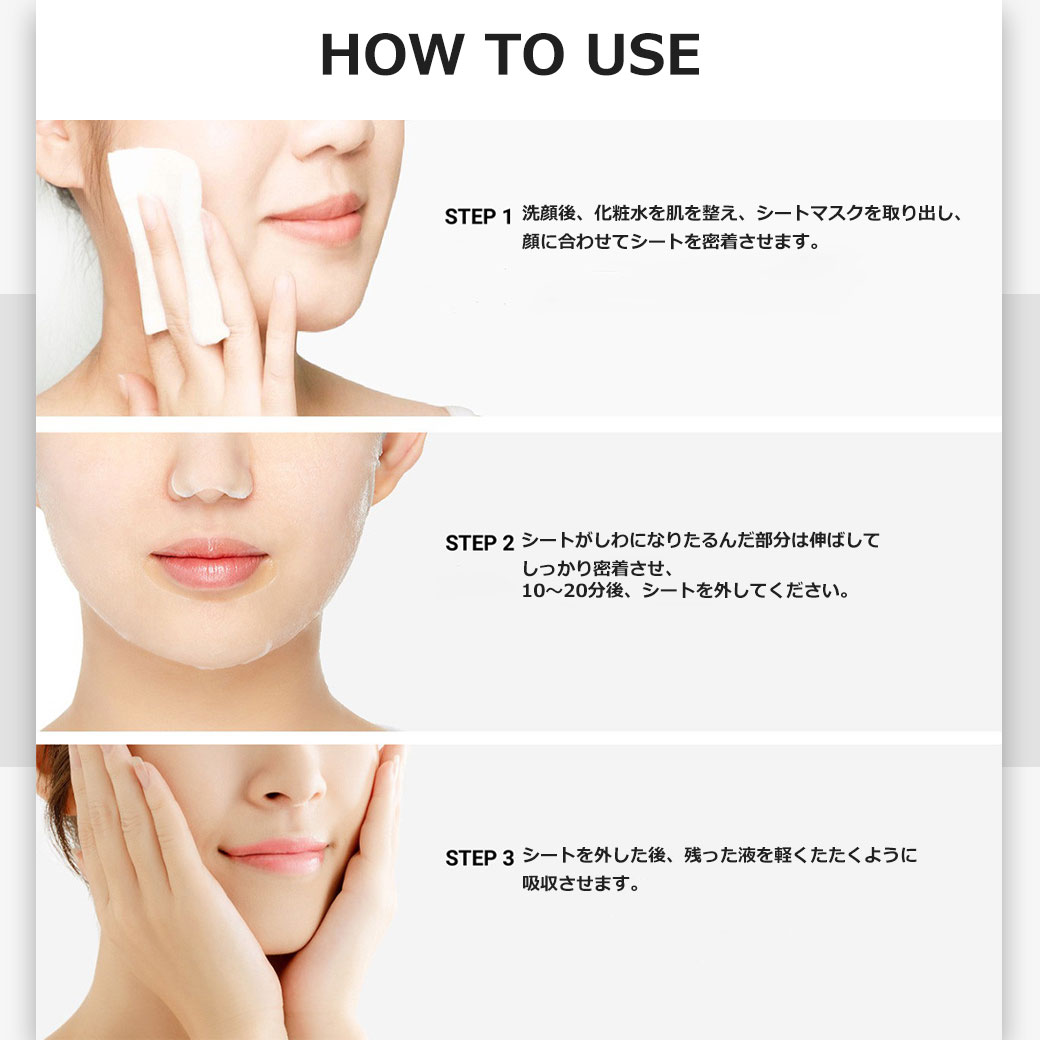 HOW TO USE
STEP 1 洗顔後、化粧水を肌を整え、シートマスクを取り出し、
顔に合わせてシートを密着させます。
STEP 2 シートがしわになりたるんだ部分は伸ばして
しっかり密着させ、
10～20分後、シートを外してください。
STEP 3 シートを外した後、残った液を軽くたたくように
吸収させます。